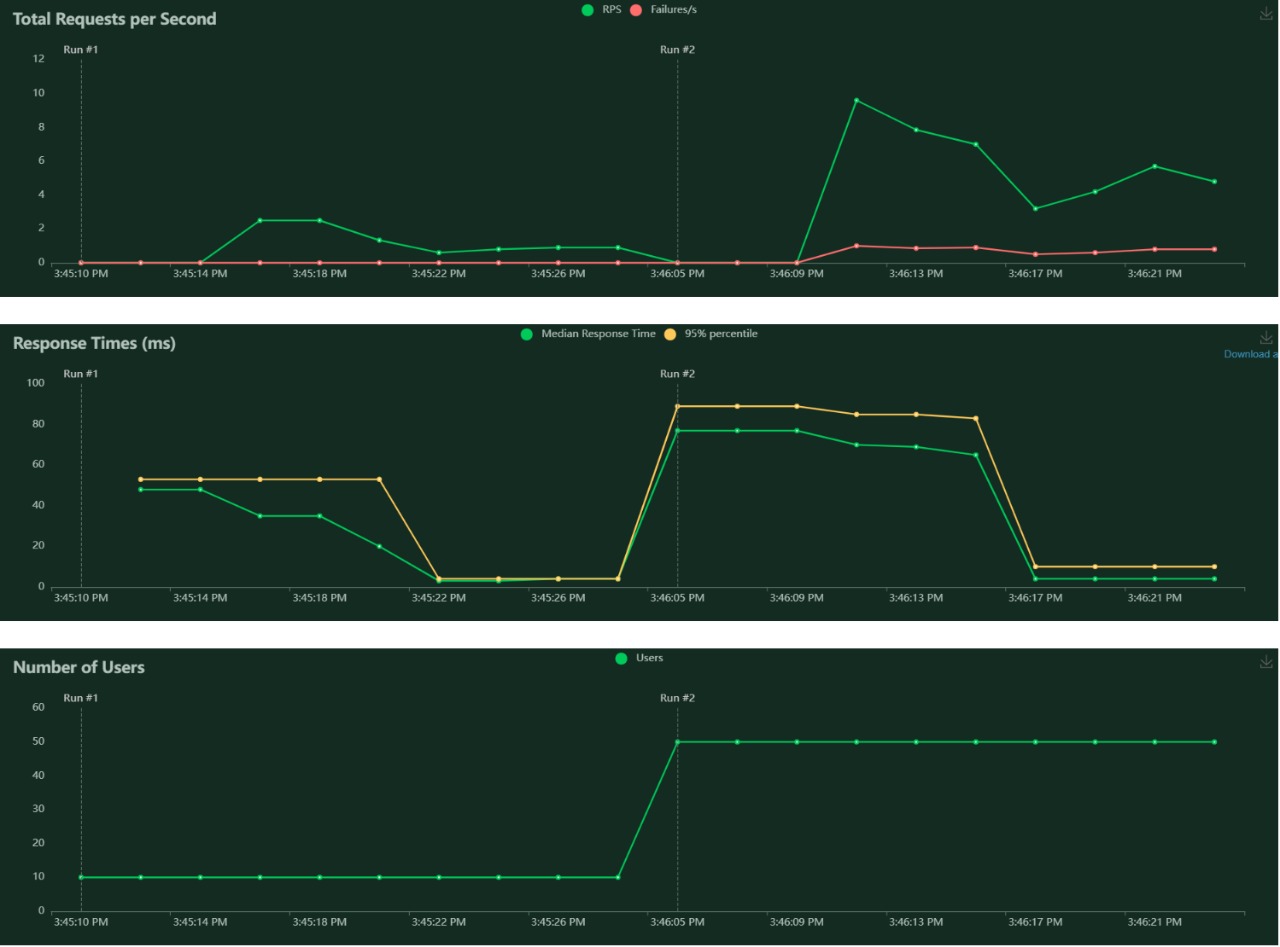 Total Requests per Second
RPS Failures/s
Run #1 Run #2
12
10
8
6
4
2
0
3:45:10 PM 3:45:14 PM 3:45:18 PM 3:45:22 PM 3:45:26 PM 3:46:05 PM 3:46:09 PM 3:46:13 PM 3:46:17 PM 3:46:21 PM
Response Times (ms)
Median Response Time 95% percentile
Download a
Run #1 Run #2
100
80
60
40
20
0
3:45:10 PM 3:45:14 PM 3:45:18 PM 3:45:22 PM 3:45:26 PM 3:46:05 PM 3:46:09 PM 3:46:13 PM 3:46:17 PM 3:46:21 PM
Number of Users
Users
Run #1 Run #2
60
50
40
30
20
10
0
3:45:10 PM 3:45:14 PM 3:45:18 PM 3:45:22 PM 3:45:26 PM 3:46:05 PM 3:46:09 PM 3:46:13 PM 3:46:17 PM 3:46:21 PM